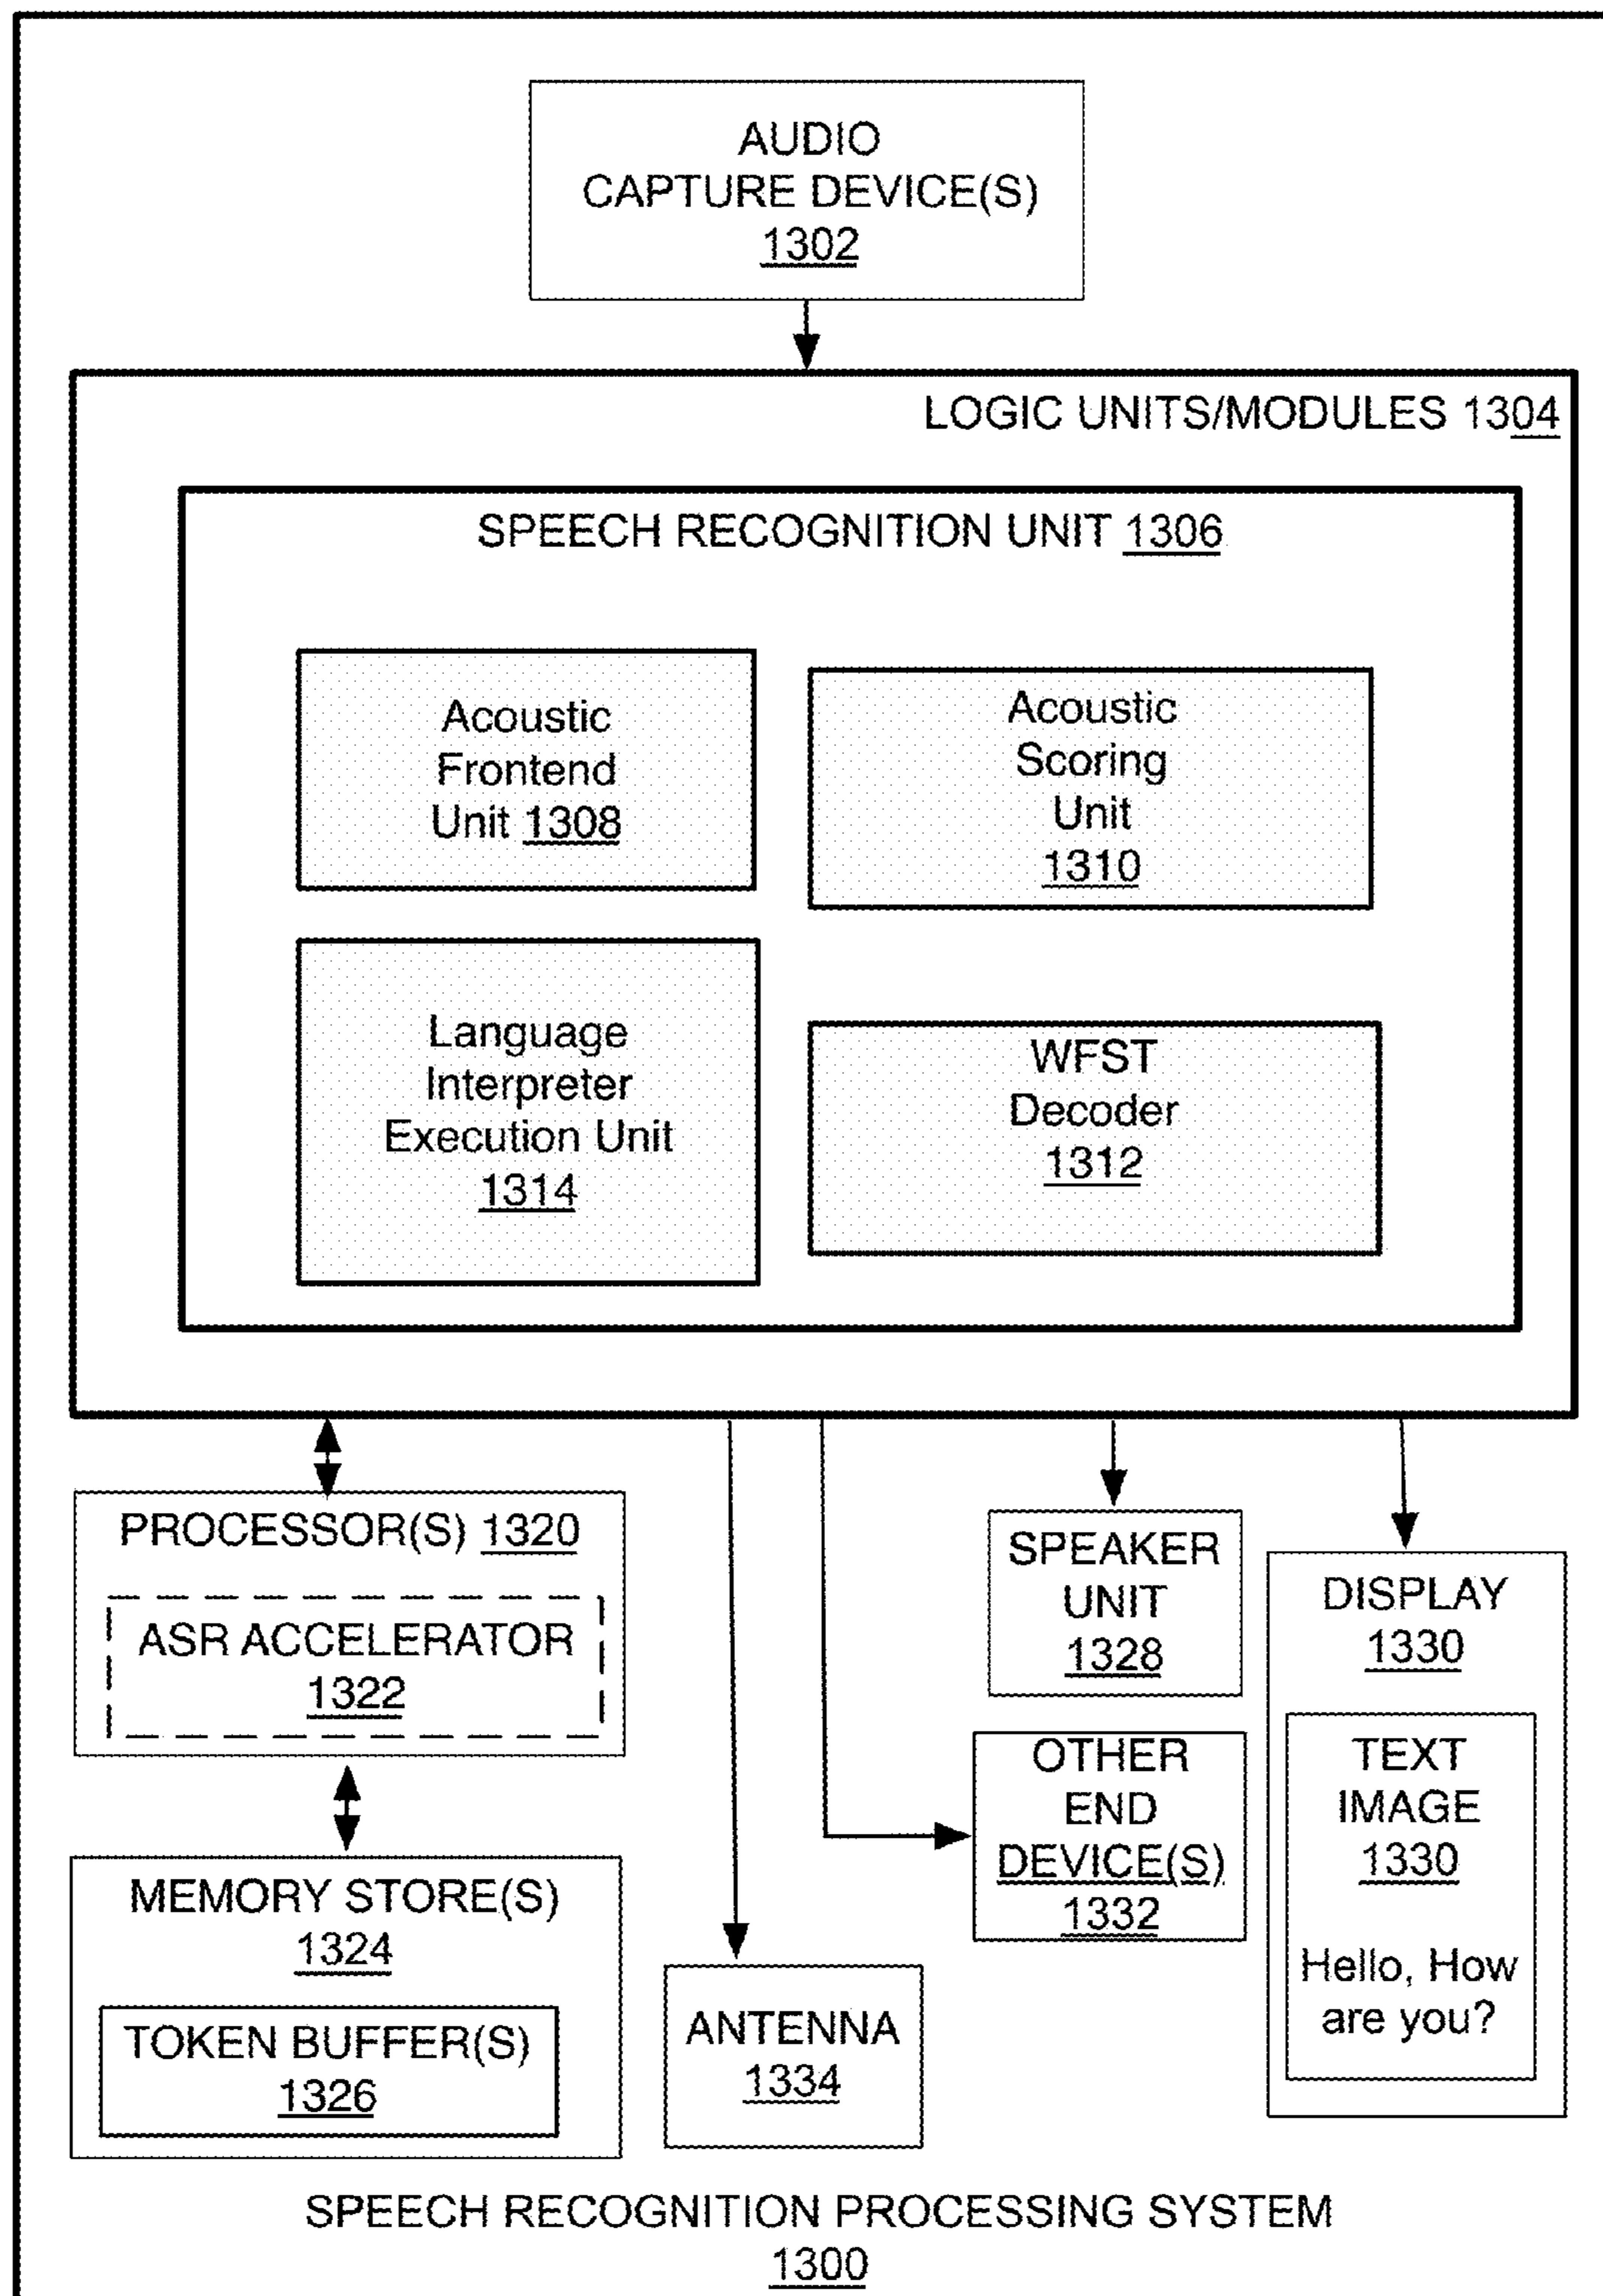 AUDIO
CAPTURE DEVICE(S)
1302
LOGIC UNITS/MODULES 1304
SPEECH RECOGNITION UNIT 1306
Acoustic
Frontend
Unit 1308
Acoustic
Scoring
Unit
1310
Language
Interpreter
Execution Unit
1314
WFST
Decoder
1312
PROCESSOR(S) 1320
ASR ACCELERATOR
1322
MEMORY STORE(S)
1324
TOKEN BUFFER(S)
1326
ANTENNA
1334
SPEAKER
UNIT
1328
OTHER
END
DEVICE(S)
1332
DISPLAY
1330
TEXT
IMAGE
1330
Hello, How
are you?
SPEECH RECOGNITION PROCESSING SYSTEM
1300